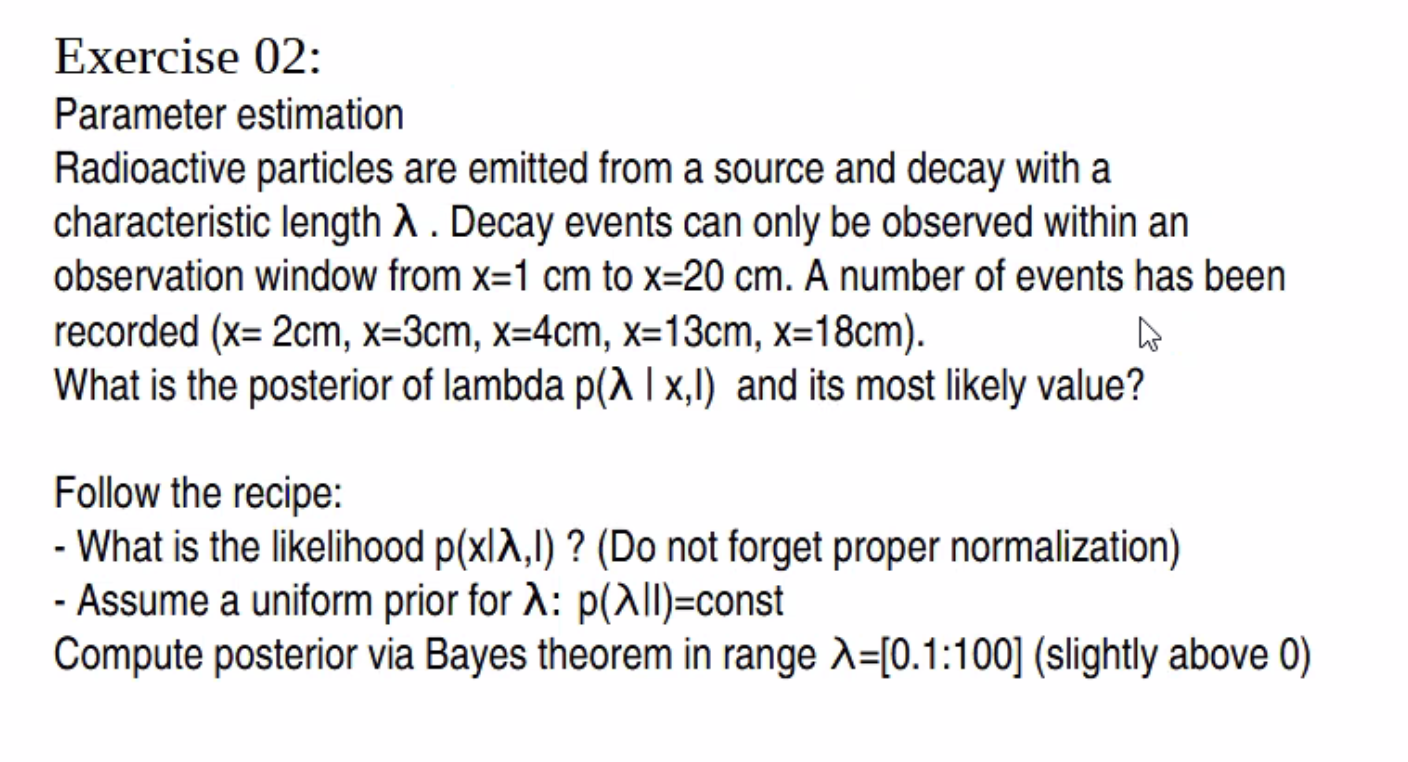 Exercise 02:
Parameter estimation
Radioactive particles are emitted from a source and decay with a
characteristic length λ . Decay events can only be observed within an
observation window from x=1 cm to x=20 cm. A number of events has been
recorded (x= 2cm, x=3cm, x=4cm, x=13cm, x=18cm).
What is the posterior of lambda p(λ | x,I)  and its most likely value?
Follow the recipe:
- What is the likelihood p(x|λ,I) ? (Do not forget proper normalization)
- Assume a uniform prior for λ: p(λ|I)=const
Compute posterior via Bayes theorem in range λ=[0.1:100] (slightly above 0)